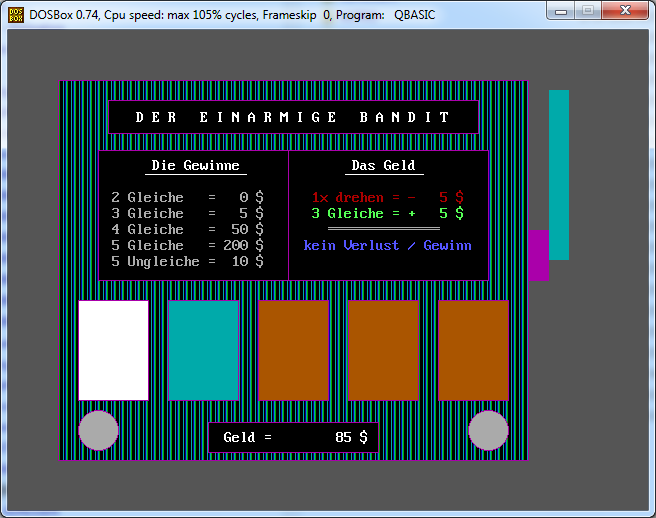 DOSBox 0.74, Cpu speed: max 105% cycles, Frameskip 0, Program: QBASIC
DER EINARMIGE BANDIT
Die Gewinne
2 Gleiche = 0 $
3 Gleiche = 5 $
4 Gleiche = 50 $
5 Gleiche = 200 $
5 Ungleiche = 10 $
Das Geld
1x drehen = - 5 $
3 Gleiche = + 5 $
kein Verlust / Gewinn
Geld = 85 $